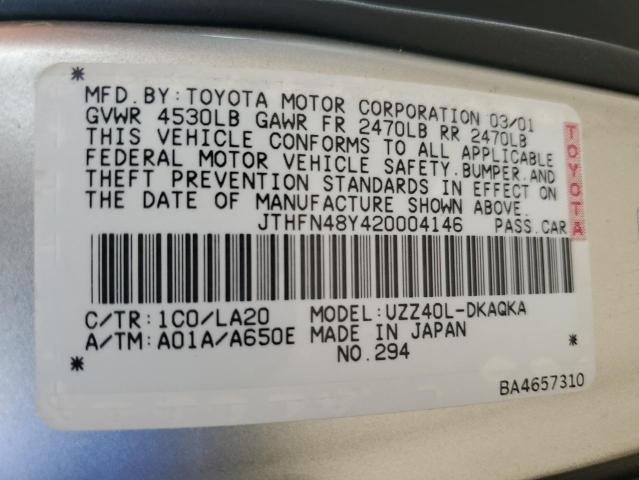 MFD.BY:TOYOTA MOTOR CORPORATION 03/01
GVWR 4530LB GAWR FR 2470LB RR 2470LB
THIS VEHICLE CONFORMS TO ALL APPLICABLE
FEDERAL MOTOR VEHICLE SAFETY.BUMPER.AND
THEFT PREVENTION STANDARDS IN EFFECT ON
THE DATE OF MANUFACTURE SHOWN ABOVE.
JTHFN48Y420004146 PASS.CAR
TOYOTA
C/TR:1C0/LA20 MODEL:UZZ40L-DKAQKA
A/TM:A01A/A650E MADE IN JAPAN
NO.294
BA4657310